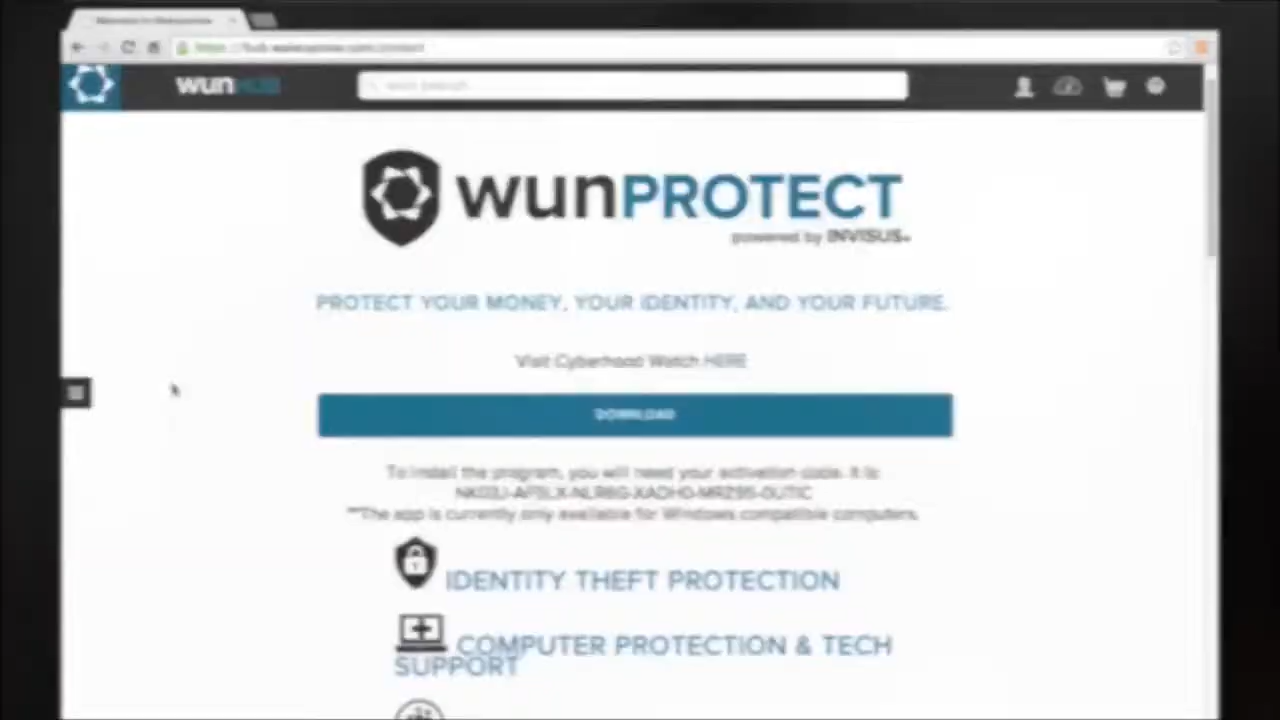 https://
wunHUB
wunPROTECT
powered by INVISUS
PROTECT YOUR MONEY, YOUR IDENTITY, AND YOUR FUTURE.
Visit Cyberhood Watch HERE
DOWNLOAD
To install the program, you will need your activation code. It is
**The app is currently only available for Windows compatible computers.
IDENTITY THEFT PROTECTION
COMPUTER PROTECTION & TECH
SUPPORT